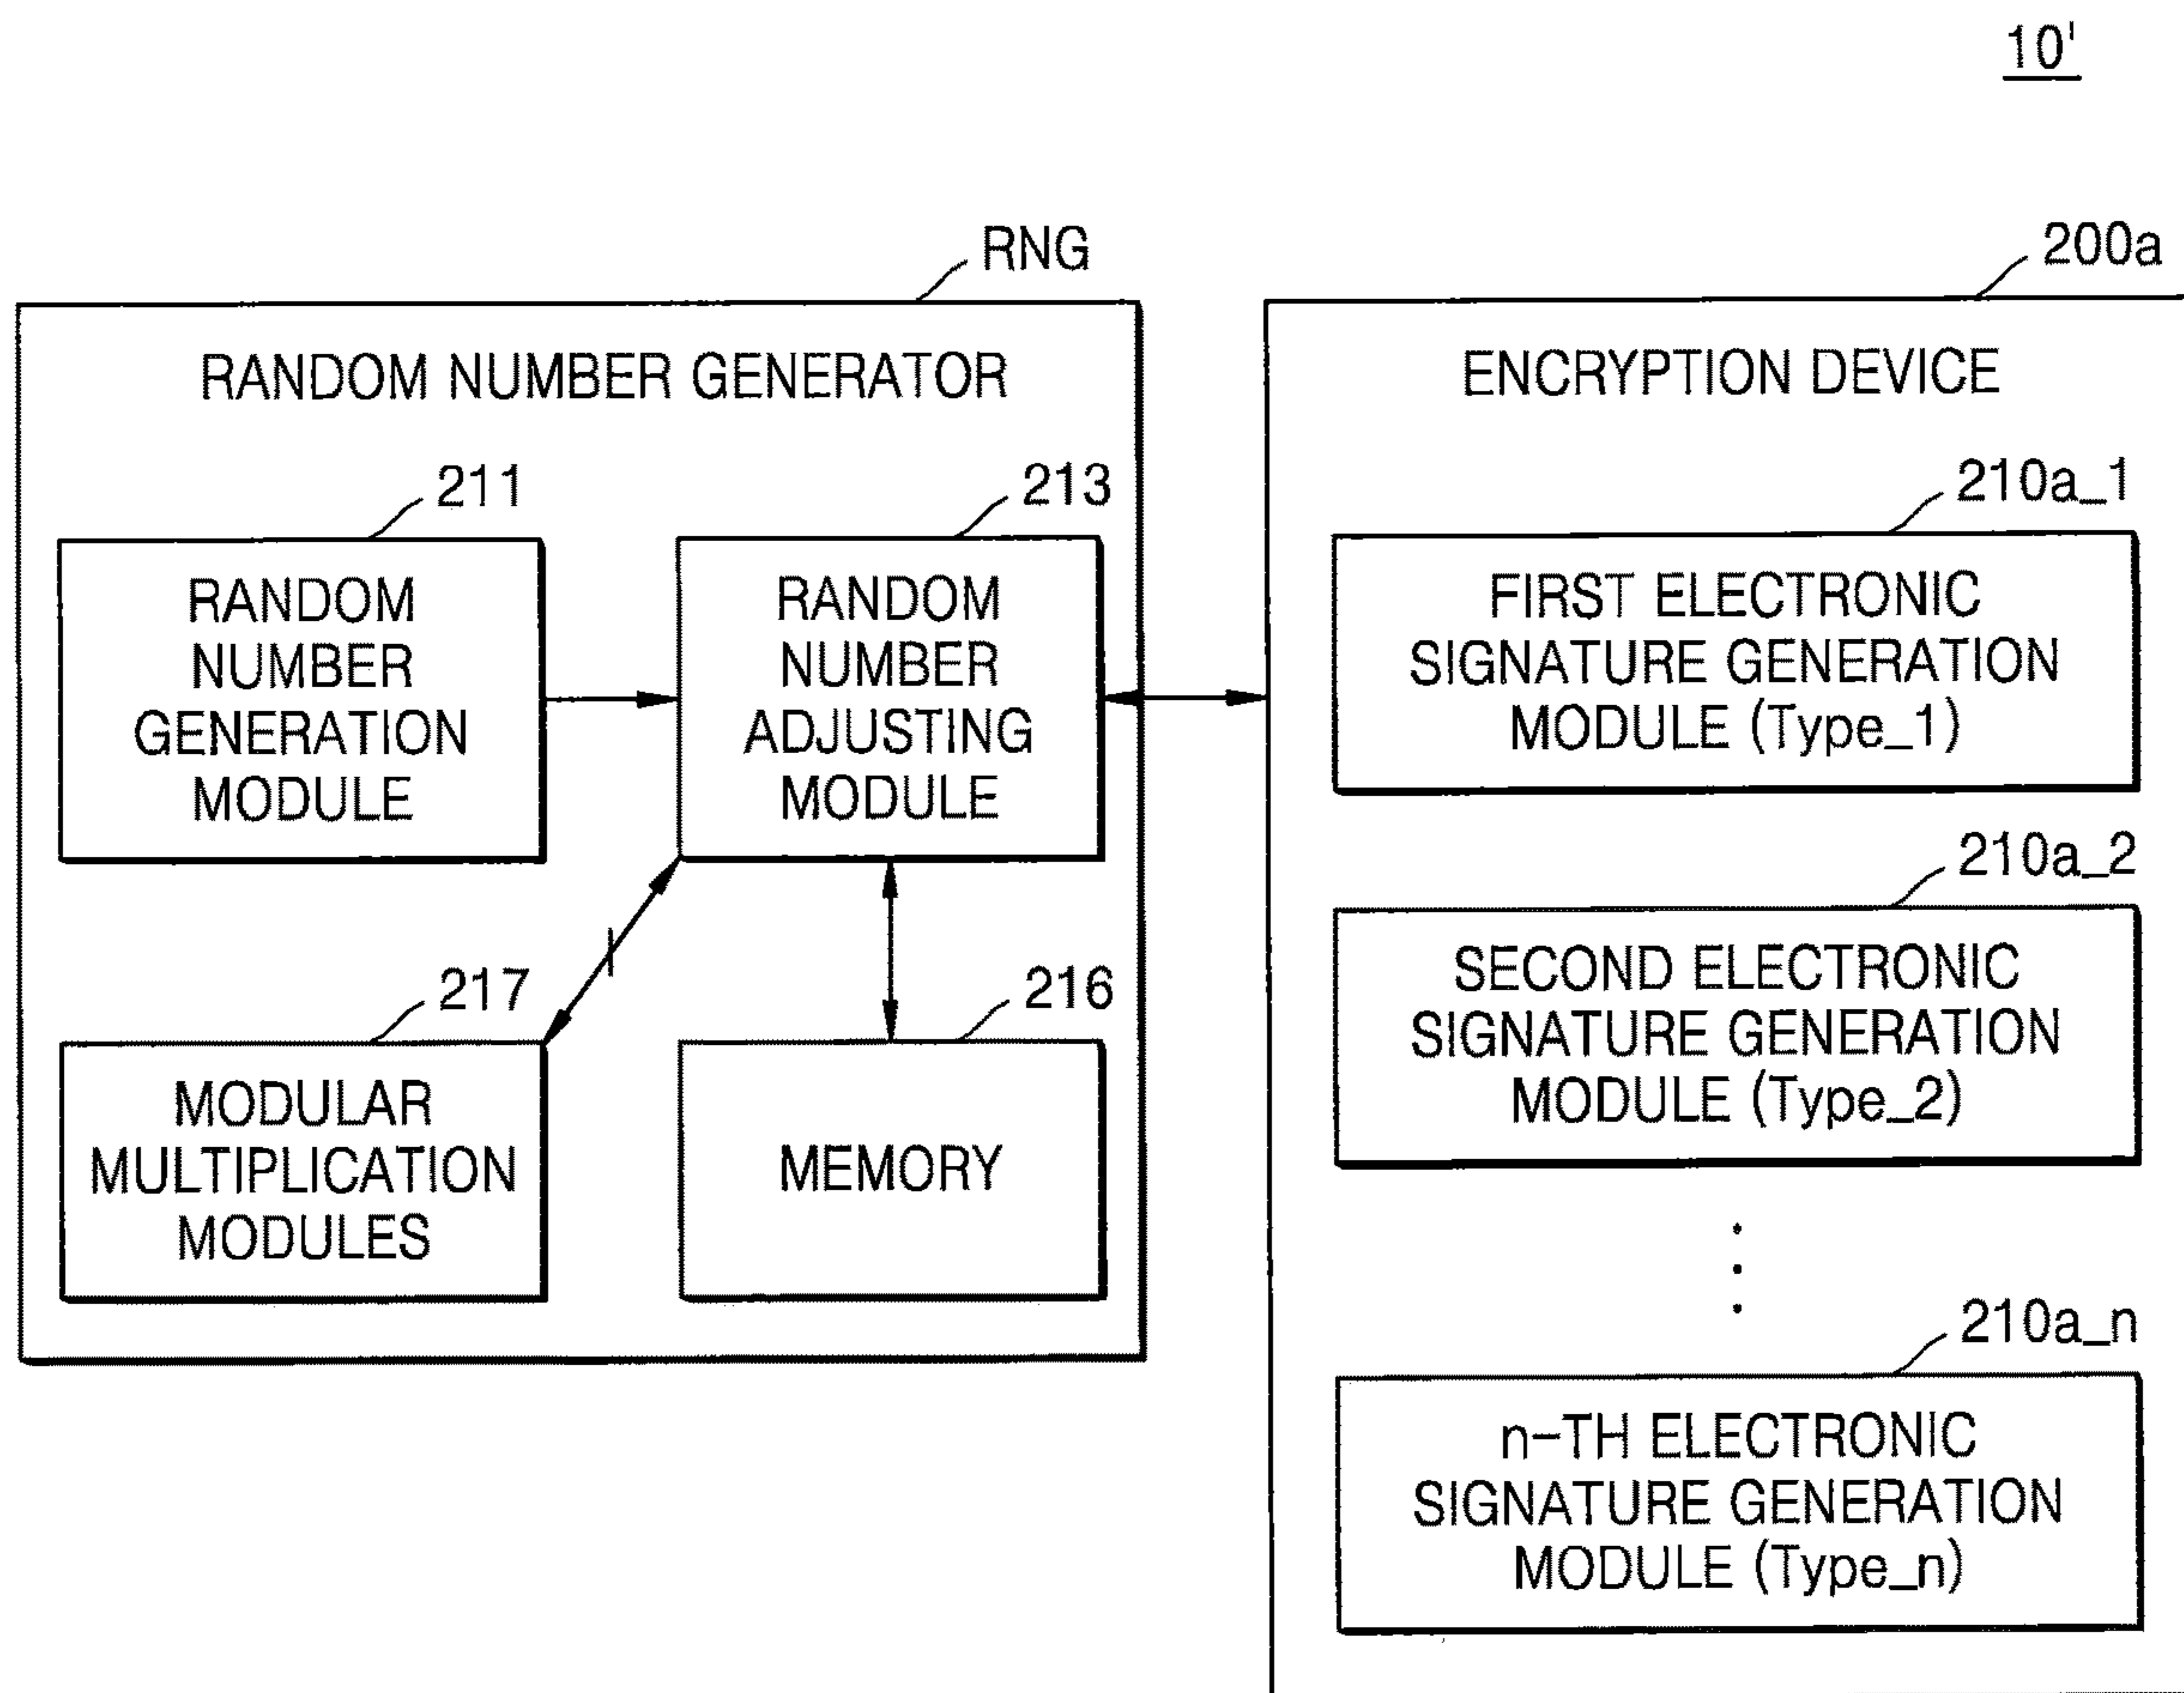 10'
RNG
RANDOM NUMBER GENERATOR
211
RANDOM
NUMBER
GENERATION
MODULE
213
RANDOM
NUMBER
ADJUSTING
MODULE
217
MODULAR
MULTIPLICATION
MODULES
216
MEMORY
200a
ENCRYPTION DEVICE
210a_1
FIRST ELECTRONIC
SIGNATURE GENERATION
MODULE (Type_1)
210a_2
SECOND ELECTRONIC
SIGNATURE GENERATION
MODULE (Type_2)
210a_n
n-TH ELECTRONIC
SIGNATURE GENERATION
MODULE (Type_n)